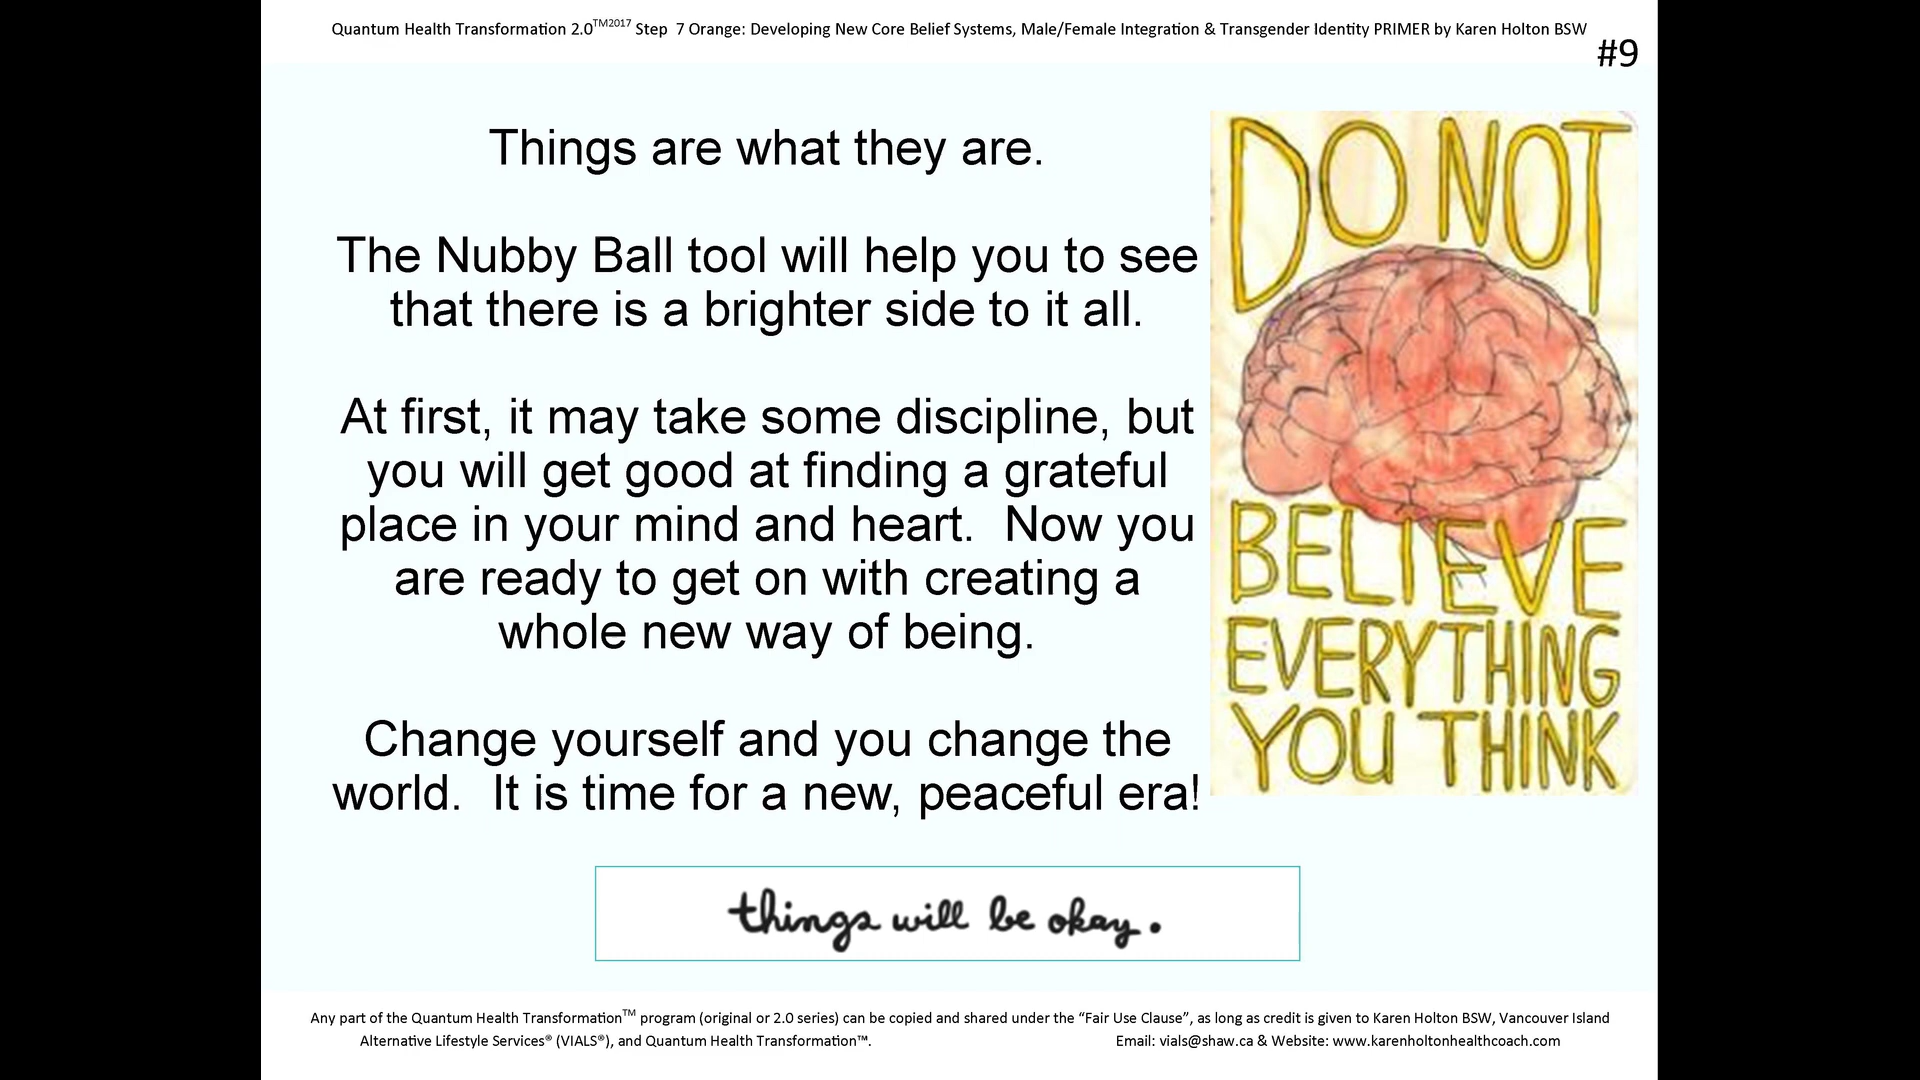 Quantum Health Transformation 2.0™2017 Step  7 Orange: Developing New Core Belief Systems, Male/Female Integration & Transgender Identity PRIMER by Karen Holton BSW
#9
Things are what they are.
The Nubby Ball tool will help you to see
that there is a brighter side to it all.
At first, it may take some discipline, but
you will get good at finding a grateful
place in your mind and heart.  Now you
are ready to get on with creating a
whole new way of being.
Change yourself and you change the
world.  It is time for a new, peaceful era!
DO NOT
BELIEVE
EVERYTHING
YOU THINK
things will be okay.
Any part of the Quantum Health Transformation™ program (original or 2.0 series) can be copied and shared under the “Fair Use Clause”, as long as credit is given to Karen Holton BSW, Vancouver Island
Alternative Lifestyle Services® (VIALS®), and Quantum Health Transformation™. Email: vials@shaw.ca & Website: www.karenholtonhealthcoach.com